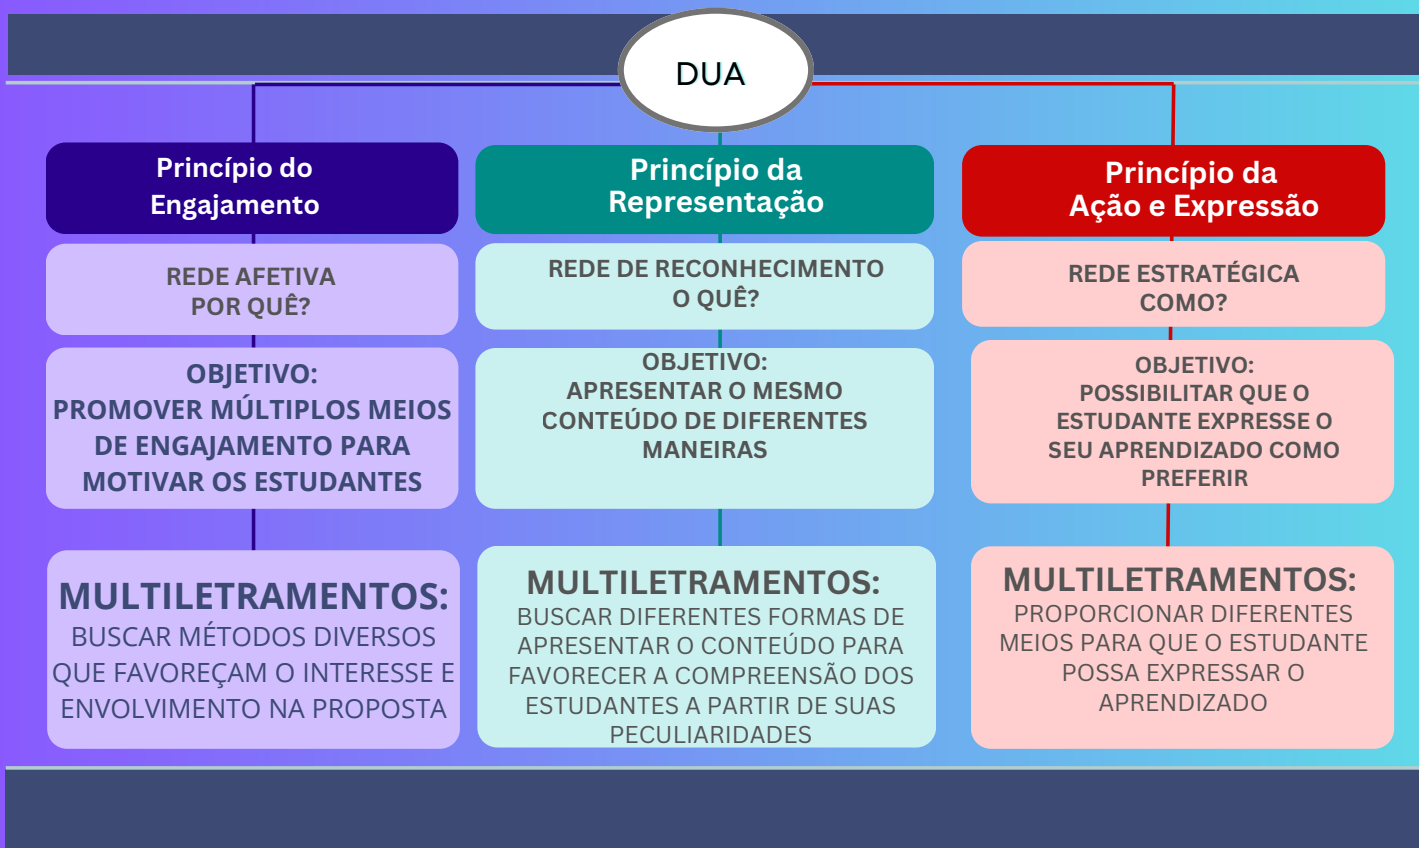 DUA
Princípio do
Engajamento
REDE AFETIVA
POR QUÊ?
OBJETIVO:
PROMOVER MÚLTIPLOS MEIOS
DE ENGAJAMENTO PARA
MOTIVAR OS ESTUDANTES
MULTILETRAMENTOS:
BUSCAR MÉTODOS DIVERSOS
QUE FAVOREÇAM O INTERESSE E
ENVOLVIMENTO NA PROPOSTA
Princípio da
Representação
REDE DE RECONHECIMENTO
O QUÊ?
OBJETIVO:
APRESENTAR O MESMO
CONTEÚDO DE DIFERENTES
MANEIRAS
MULTILETRAMENTOS:
BUSCAR DIFERENTES FORMAS DE
APRESENTAR O CONTEÚDO PARA
FAVORECER A COMPREENSÃO DOS
ESTUDANTES A PARTIR DE SUAS
PECULIARIDADES
Princípio da
Ação e Expressão
REDE ESTRATÉGICA
COMO?
OBJETIVO:
POSSIBILITAR QUE O
ESTUDANTE EXPRESSE O
SEU APRENDIZADO COMO
PREFERIR
MULTILETRAMENTOS:
PROPORCIONAR DIFERENTES
MEIOS PARA QUE O ESTUDANTE
POSSA EXPRESSAR O
APRENDIZADO